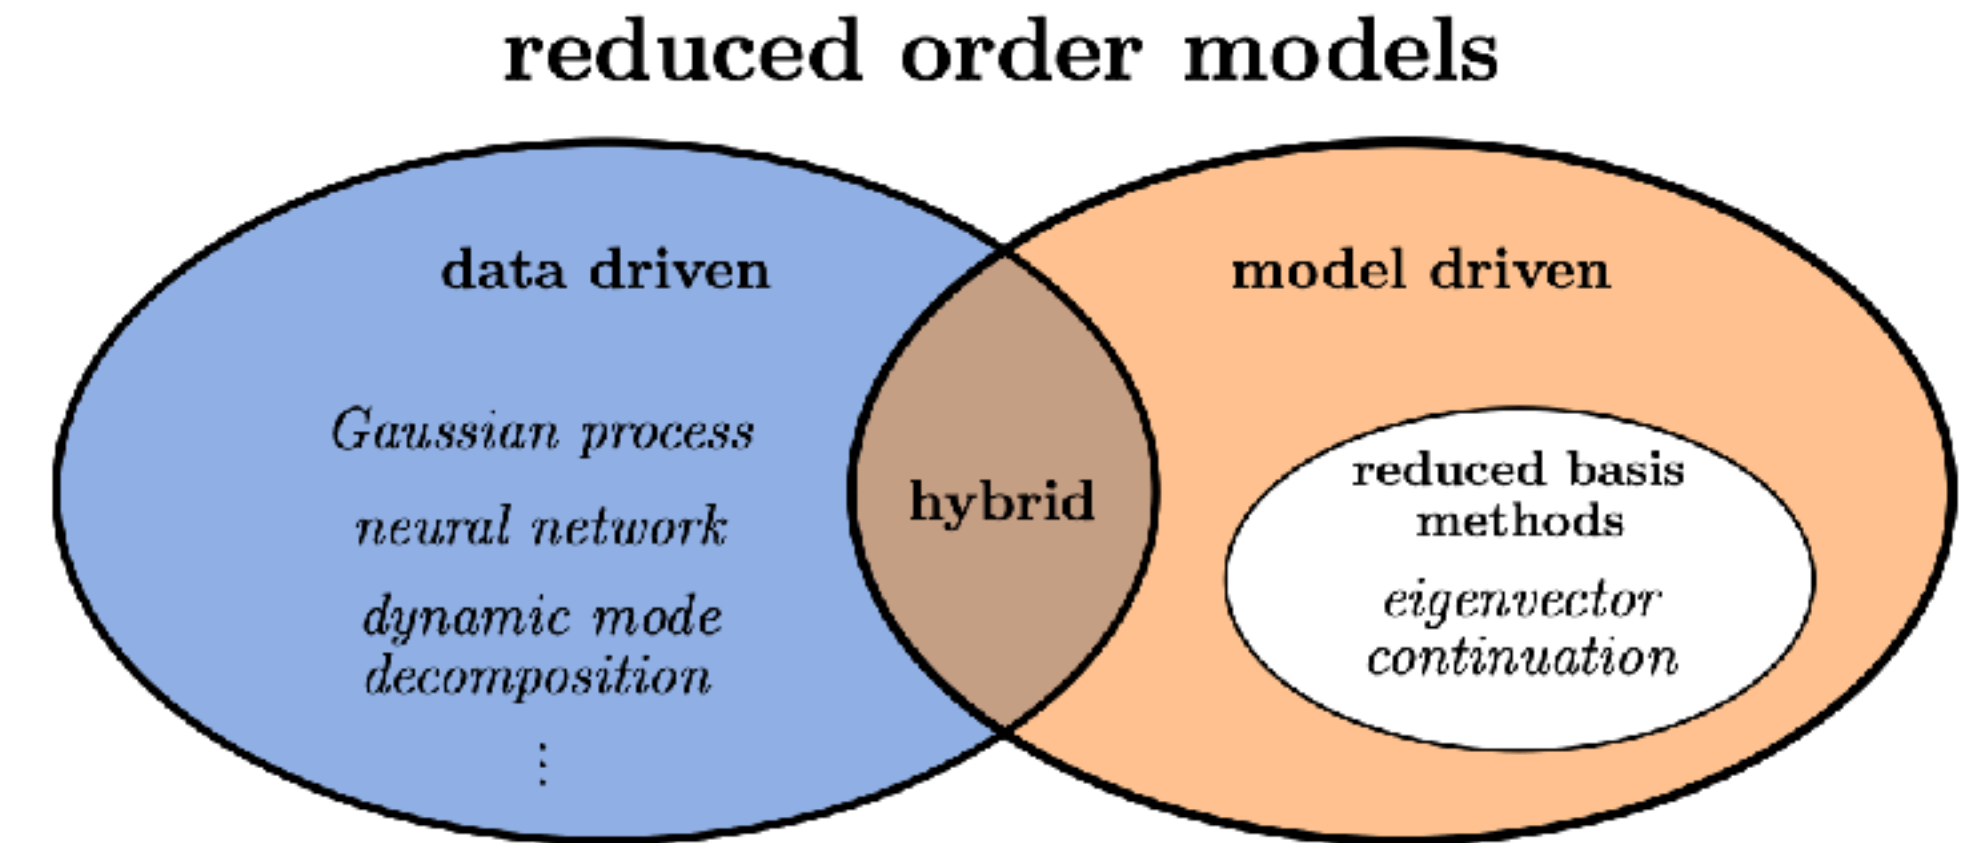 reduced order models
data driven
Gaussian process
neural network
dynamic mode
decomposition
⋮
hybrid
model driven
reduced basis
methods
eigenvector
continuation